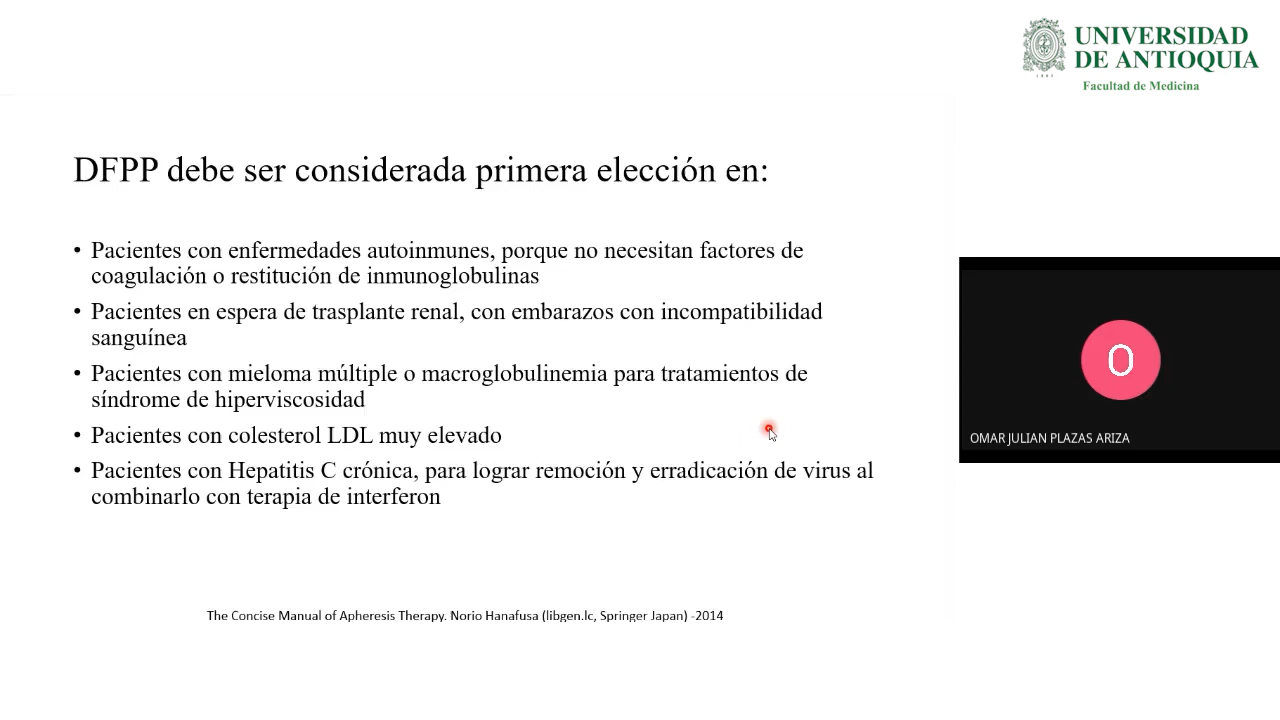 UNIVERSIDAD
DE ANTIOQUIA
1803
Facultad de Medicina
DFPP debe ser considerada primera elección en:
• Pacientes con enfermedades autoinmunes, porque no necesitan factores de
coagulación o restitución de inmunoglobulinas
• Pacientes en espera de trasplante renal, con embarazos con incompatibilidad
sanguínea
• Pacientes con mieloma múltiple o macroglobulinemia para tratamientos de
síndrome de hiperviscosidad
• Pacientes con colesterol LDL muy elevado
• Pacientes con Hepatitis C crónica, para lograr remoción y erradicación de virus al
combinarlo con terapia de interferon
O
OMAR JULIAN PLAZAS ARIZA
The Concise Manual of Apheresis Therapy. Norio Hanafusa (libgen.lc, Springer Japan) -2014